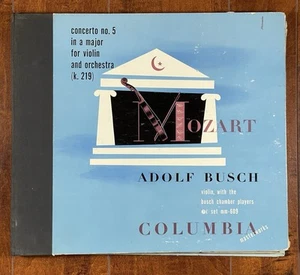 concerto no. 5
in a major
for violin
and orchestra
(k. 219)
MOZART
ADOLF BUSCH
violin, with the
busch chamber players
set mm-609
COLUMBIA
masterworks